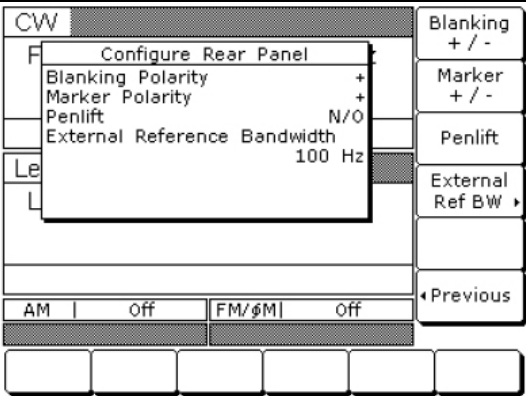 CW
F
z
Configure Rear Panel
Blanking Polarity +
Marker Polarity +
Penlift N/O
External Reference Bandwidth
100 Hz
Le
L
AM | Off FM/ϕM| Off
Blanking
+ / -
Marker
+ / -
Penlift
External
Ref BW ▸
◂Previous